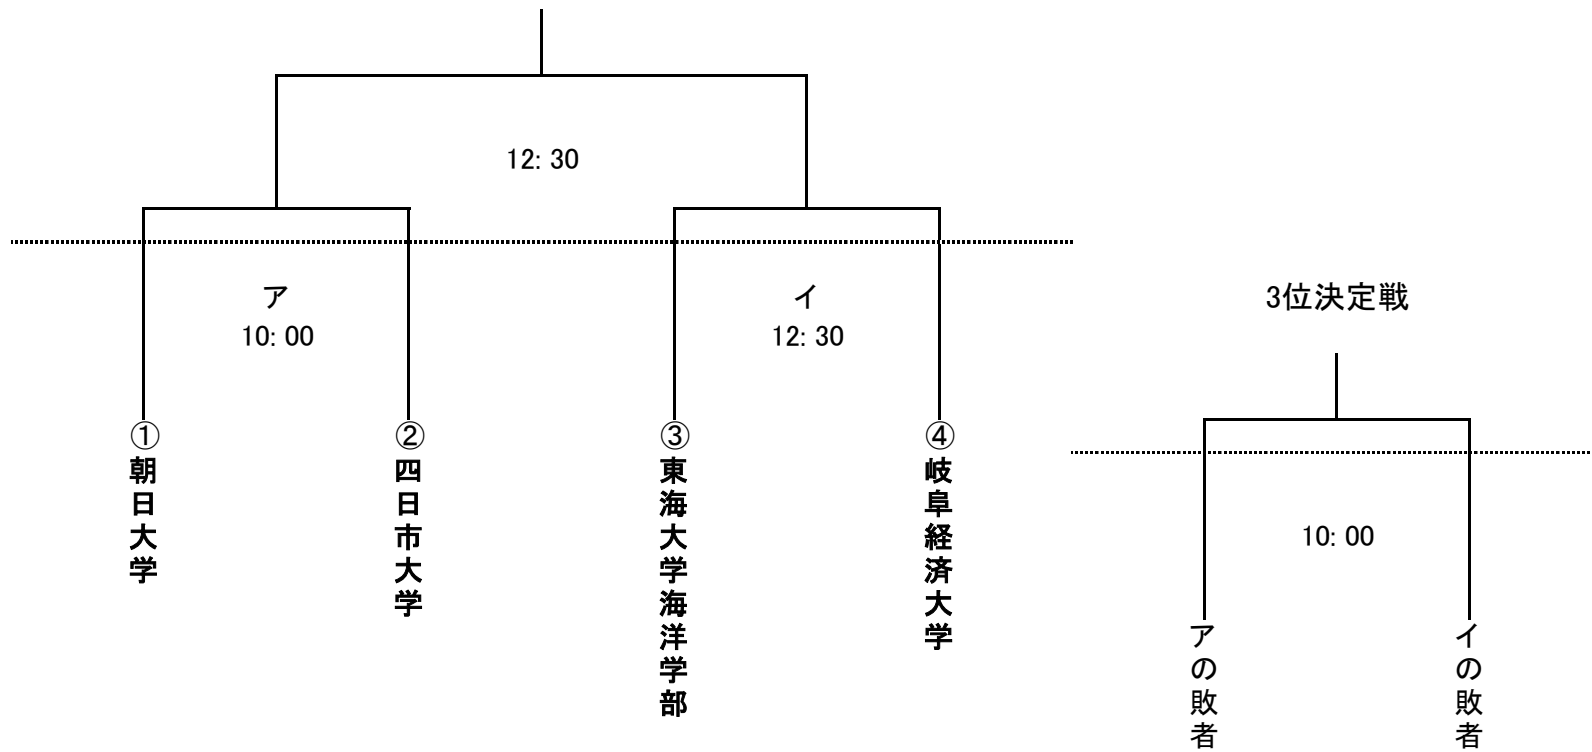 12:30
ア
10:00
イ
12:30
①朝日大学
②四日市大学
③東海大学海洋学部
④岐阜経済大学
3位決定戦
10:00
アの敗者
イの敗者